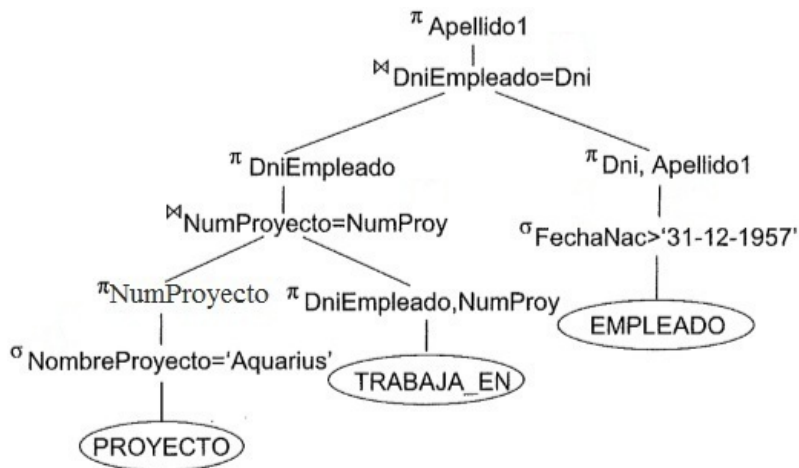 π Apellido1
⋈ DniEmpleado=Dni
π DniEmpleado
π Dni, Apellido1
⋈ NumProyecto=NumProy
σ FechaNac>‘31-12-1957’
π NumProyecto
π DniEmpleado,NumProy
EMPLEADO
σ NombreProyecto=‘Aquarius’
TRABAJA_EN
PROYECTO